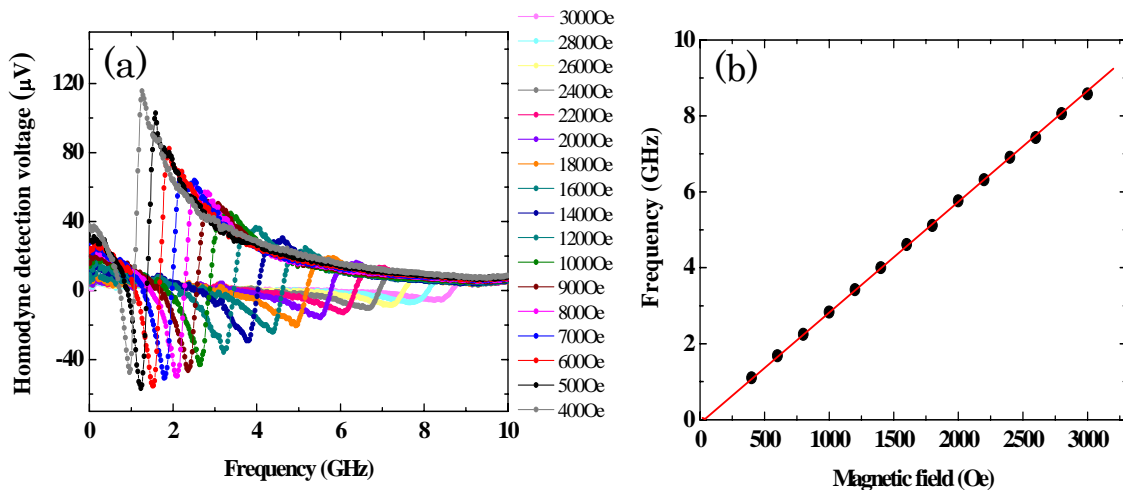 (a)
160
120
80
40
0
-40
Homodyne detection voltage (μV)
0 2 4 6 8 10
Frequency (GHz)
3000Oe
2800Oe
2600Oe
2400Oe
2200Oe
2000Oe
1800Oe
1600Oe
1400Oe
1200Oe
1000Oe
900Oe
800Oe
700Oe
600Oe
500Oe
400Oe
(b)
10
8
6
4
2
0
Frequency (GHz)
500 1000 1500 2000 2500 3000
Magnetic field (Oe)